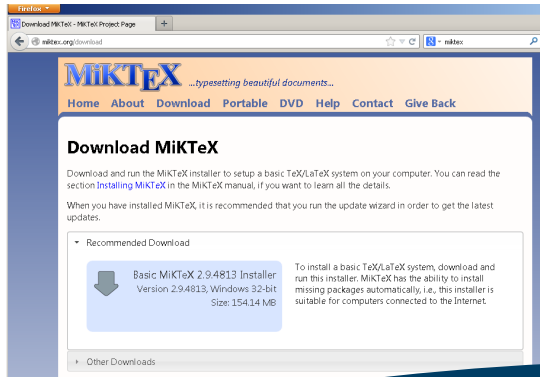 Firefox
Download MiKTeX - MiKTeX Project Page
miktex.org/download
miktex
MiKTEX ...typesetting beautiful documents...
Home About Download Portable DVD Help Contact Give Back
Download MiKTeX
Download and run the MiKTeX installer to setup a basic TeX/LaTeX system on your computer. You can read the
section Installing MiKTeX in the MiKTeX manual, if you want to learn all the details.
When you have installed MiKTeX, it is recommended that you run the update wizard in order to get the latest
updates.
Recommended Download
Basic MiKTeX 2.9.4813 Installer
Version 2.9.4813, Windows 32-bit
Size: 154.14 MB
To install a basic TeX/LaTeX system, download and
run this installer. MiKTeX has the ability to install
missing packages automatically, i.e., this installer is
suitable for computers connected to the Internet.
Other Downloads